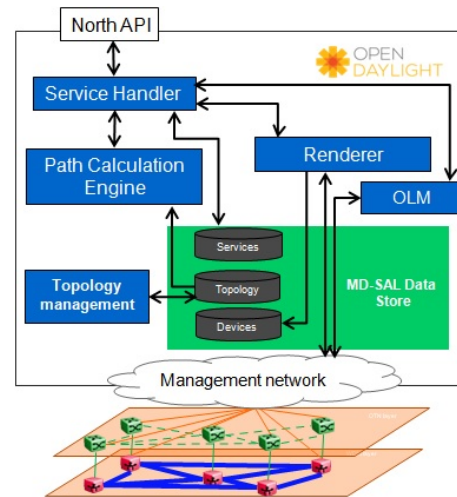 North API
OPEN
DAYLIGHT
Service Handler
Path Calculation
Engine
Renderer
OLM
Services
Topology
management
Topology
MD-SAL Data
Store
Devices
Management network